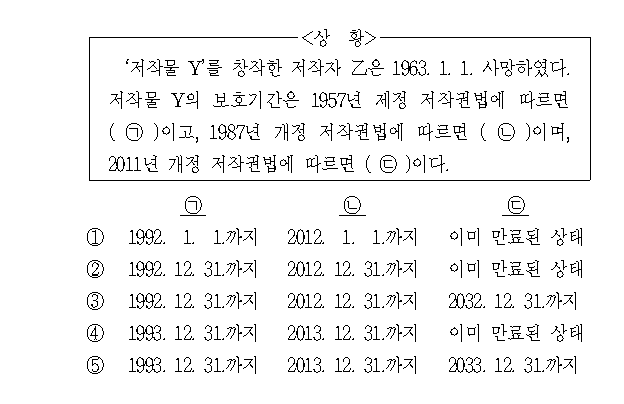 <상 황>
‘저작물 Y’를 창작한 저작자 乙은 1963. 1. 1. 사망하였다.
저작물 Y의 보호기간은 1957년 제정 저작권법에 따르면
( ㉠ )이고, 1987년 개정 저작권법에 따르면 ( ㉡ )이며,
2011년 개정 저작권법에 따르면 ( ㉢ )이다.
㉠ ㉡ ㉢
① 1992. 1. 1.까지 2012. 1. 1.까지 이미 만료된 상태
② 1992. 12. 31.까지 2012. 12. 31.까지 이미 만료된 상태
③ 1992. 12. 31.까지 2012. 12. 31.까지 2032. 12. 31.까지
④ 1993. 12. 31.까지 2013. 12. 31.까지 이미 만료된 상태
⑤ 1993. 12. 31.까지 2013. 12. 31.까지 2033. 12. 31.까지